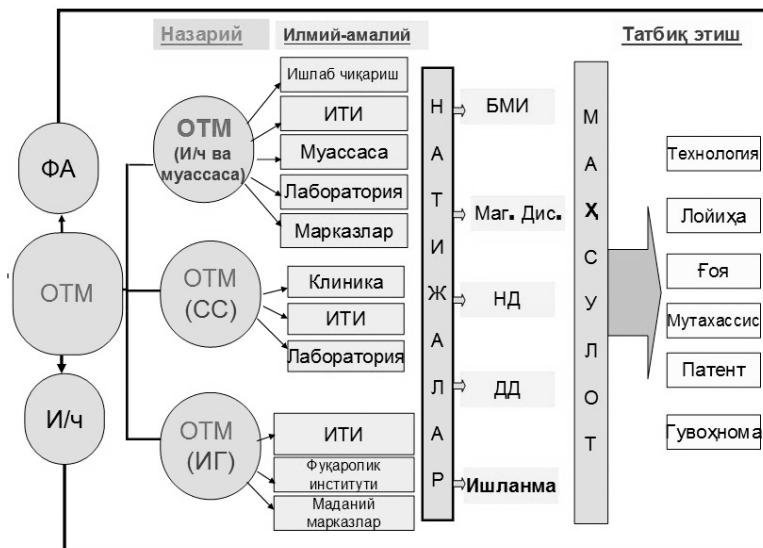 Назарий
Илмий-амалий
Татбиқ этиш
ФА
ОТМ
И/ч
ОТМ
(И/ч ва
муассаса)
Ишлаб чиқариш
ИТИ
Муассаса
Лаборатория
Марказлар
ОТМ
(СС)
Клиника
ИТИ
Лаборатория
ОТМ
(ИГ)
ИТИ
Фуқаролик
институти
Маданий
марказлар
НАТИЖАЛАР
БМИ
Маг. Дис.
НД
ДД
Ишланма
МАҲСУЛОТ
Технология
Лойиҳа
Ғоя
Мутахассис
Патент
Гувоҳнома